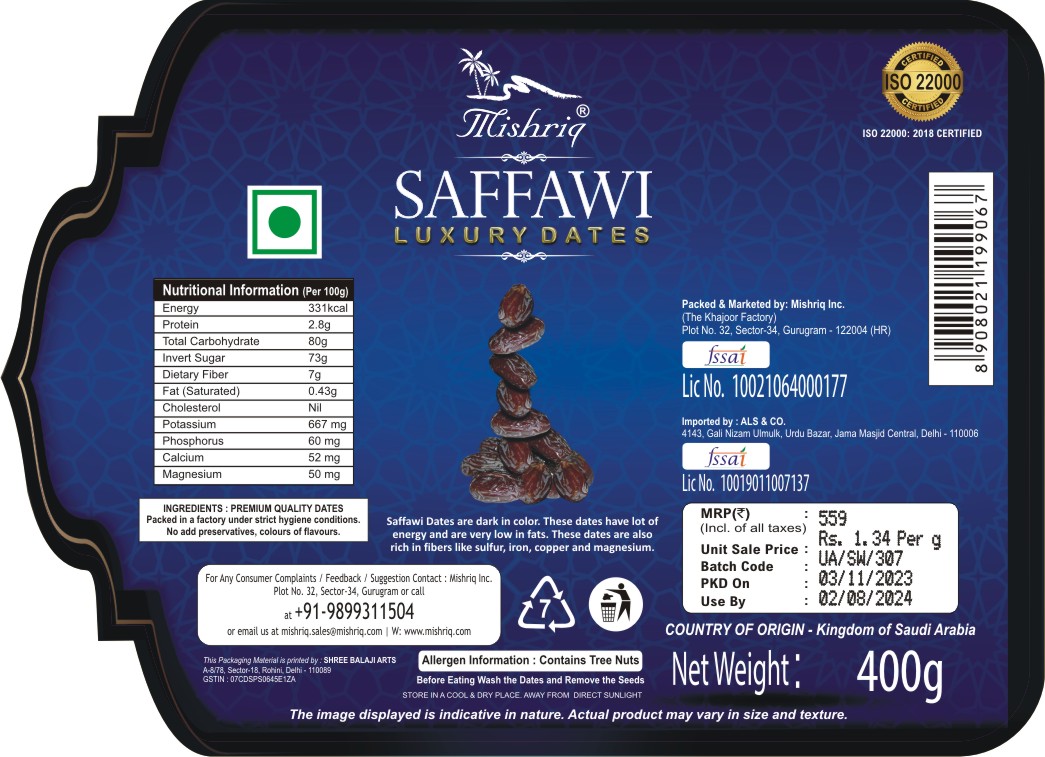 Mishriq®
SAFFAWI
LUXURY DATES
CERTIFIED
ISO 22000
CERTIFIED
ISO 22000: 2018 CERTIFIED
8 908021 199067
Nutritional Information (Per 100g)
Energy 331kcal
Protein 2.8g
Total Carbohydrate 80g
Invert Sugar 73g
Dietary Fiber 7g
Fat (Saturated) 0.43g
Cholesterol Nil
Potassium 667 mg
Phosphorus 60 mg
Calcium 52 mg
Magnesium 50 mg
INGREDIENTS : PREMIUM QUALITY DATES
Packed in a factory under strict hygiene conditions.
No add preservatives, colours of flavours.
Saffawi Dates are dark in color. These dates have lot of
energy and are very low in fats. These dates are also
rich in fibers like sulfur, iron, copper and magnesium.
Packed & Marketed by: Mishriq Inc.
(The Khajoor Factory)
Plot No. 32, Sector-34, Gurugram - 122004 (HR)
fssai
Lic No. 10021064000177
Imported by : ALS & CO.
4143, Gali Nizam Ulmulk, Urdu Bazar, Jama Masjid Central, Delhi - 110006
fssai
Lic No. 10019011007137
MRP(₹) : 559
(Incl. of all taxes)
Unit Sale Price : Rs. 1.34 Per g
Batch Code : UA/SW/307
PKD On : 03/11/2023
Use By : 02/08/2024
COUNTRY OF ORIGIN - Kingdom of Saudi Arabia
Net Weight : 400g
For Any Consumer Complaints / Feedback / Suggestion Contact : Mishriq Inc.
Plot No. 32, Sector-34, Gurugram or call
at +91-9899311504
or email us at mishriq.sales@mishriq.com | W: www.mishriq.com
7
This Packaging Material is printed by : SHREE BALAJI ARTS
A-8/78, Sector-18, Rohini, Delhi - 110089
GSTIN : 07CDSPS0645E1ZA
Allergen Information : Contains Tree Nuts
Before Eating Wash the Dates and Remove the Seeds
STORE IN A COOL & DRY PLACE. AWAY FROM DIRECT SUNLIGHT
The image displayed is indicative in nature. Actual product may vary in size and texture.